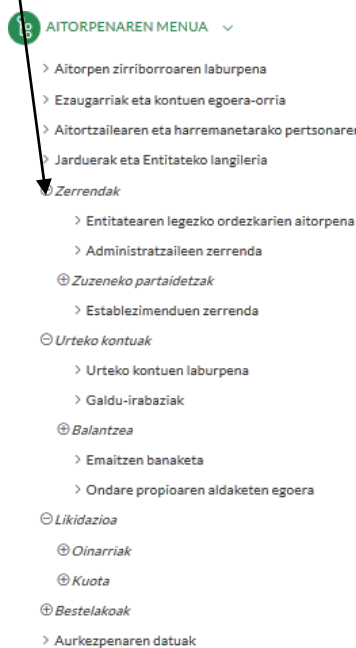 AITORPENAREN MENUA
Aitorpen zirriborroaren laburpena
Ezaugarriak eta kontuen egoera-orria
Aitortzailearen eta harremanetarako pertsonaren
Jarduerak eta Entitateko langileria
Zerrendak
Entitatearen legezko ordezkarien aitorpena
Administratzaileen zerrenda
Zuzeneko partaidetzak
Establezimenduen zerrenda
Urteko kontuak
Urteko kontuen laburpena
Galdu-irabaziak
Balantzea
Emaitzen banaketa
Ondare propioaren aldaketen egoera
Likidazioa
Oinarriak
Kuota
Bestelakoak
Aurkezpenaren datuak